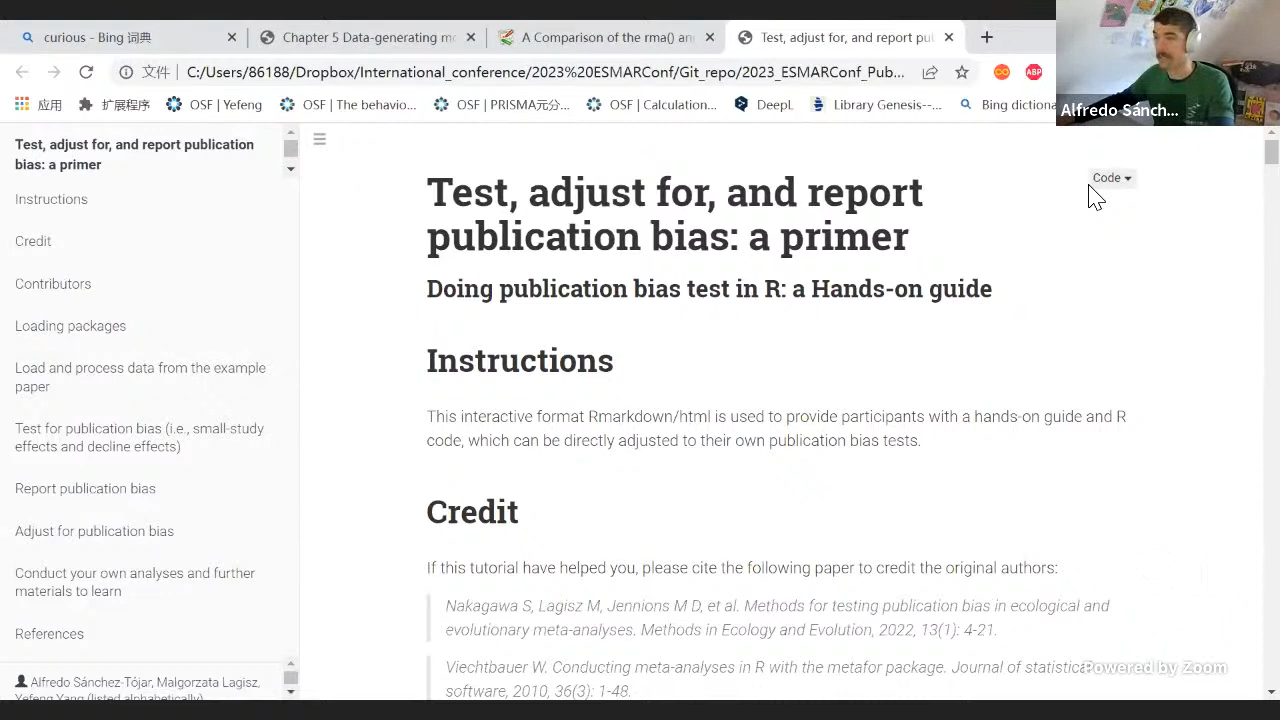 curious - Bing 词典
Chapter 5 Data-generating mo
A Comparison of the rma() an
Test, adjust for, and report pu
文件
C:/Users/86188/dropbox/International_conference/2023%20ESMARConf/Git_repo/2023_ESMARConf_Pub...
ABP
应用
扩展程序
OSF | Yefeng
OSF | The behavio...
OSF | PRISMA元分...
OSF | Calculation...
DeepL
Library Genesis--...
Bing dictiona
Alfredo Sánch...
Test, adjust for, and report publication
bias: a primer
Instructions
Credit
Contributors
Loading packages
Load and process data from the example
paper
Test for publication bias (i.e., small-study
effects and decline effects)
Report publication bias
Adjust for publication bias
Conduct your own analyses and further
materials to learn
References
Alfredo Sánchez-Tójar, Malgorzata Lagisz,
Yefeng Yang (listed alphabetically)
Code
Test, adjust for, and report
publication bias: a primer
Doing publication bias test in R: a Hands-on guide
Instructions
This interactive format Rmarkdown/html is used to provide participants with a hands-on guide and R
code, which can be directly adjusted to their own publication bias tests.
Credit
If this tutorial have helped you, please cite the following paper to credit the original authors:
Nakagawa S, Lagisz M, Jennions M D, et al. Methods for testing publication bias in ecological and
evolutionary meta-analyses. Methods in Ecology and Evolution, 2022, 13(1): 4-21.
Viechtbauer W. Conducting meta-analyses in R with the metafor package. Journal of statistica
software, 2010, 36(3): 1-48.
Powered by Zoom